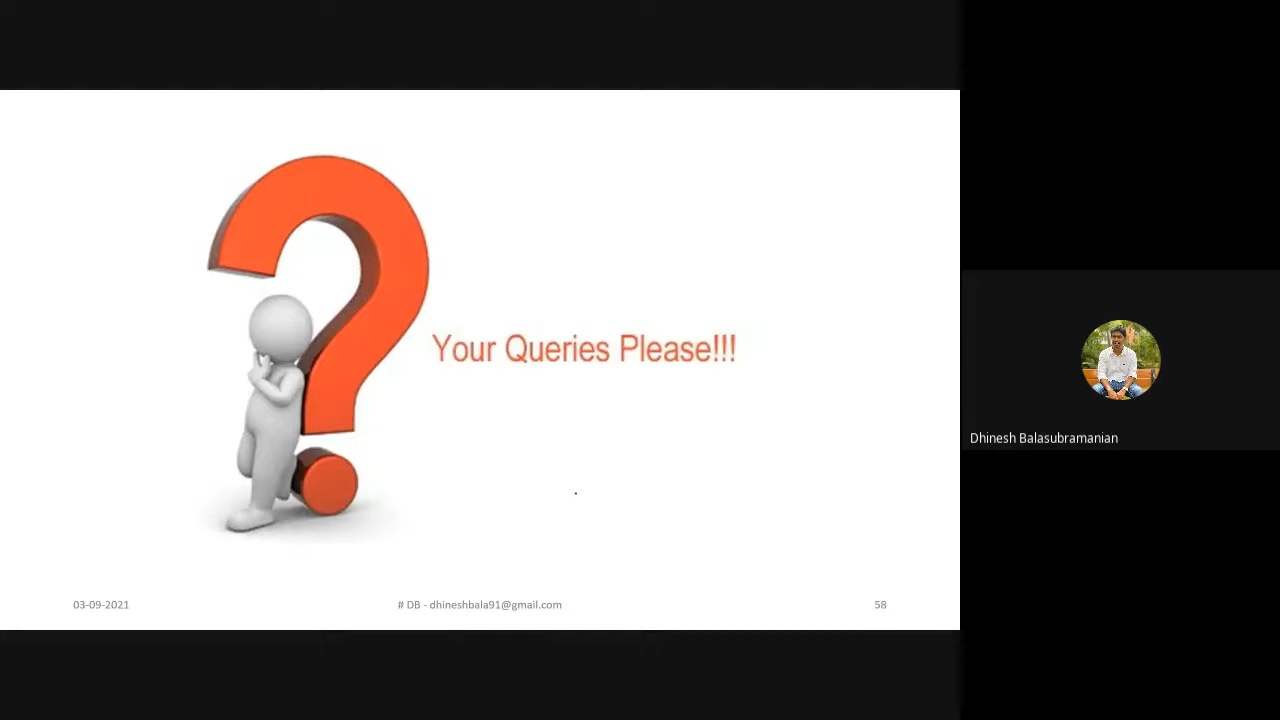 Your Queries Please!!!
Dhinesh Balasubramanian
03-09-2021
# DB - dhineshbala91@gmail.com
58